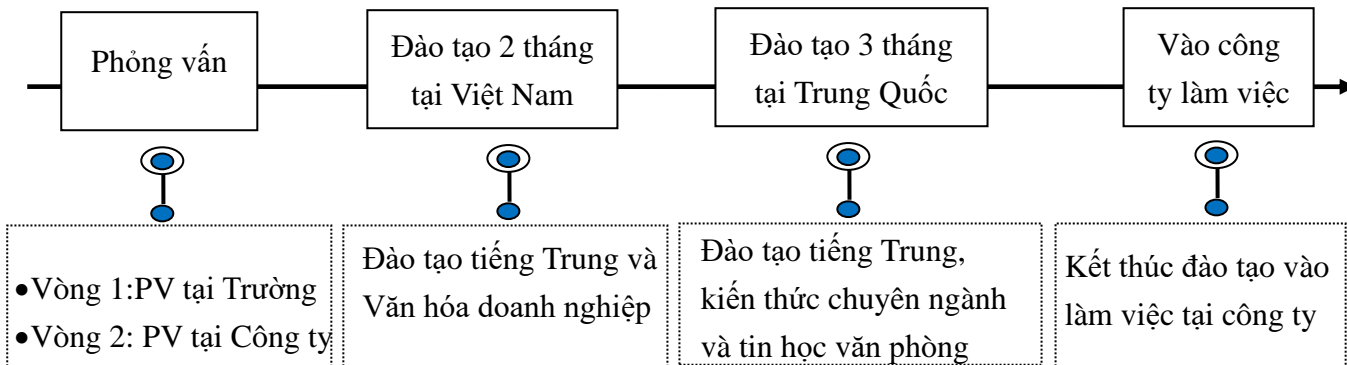 Phỏng vấn
Đào tạo 2 tháng
tại Việt Nam
Đào tạo 3 tháng
tại Trung Quốc
Vào công
ty làm việc
•Vòng 1:PV tại Trường
•Vòng 2: PV tại Công ty
Đào tạo tiếng Trung và
Văn hóa doanh nghiệp
Đào tạo tiếng Trung,
kiến thức chuyên ngành
và tin học văn phòng
Kết thúc đào tạo vào
làm việc tại công ty